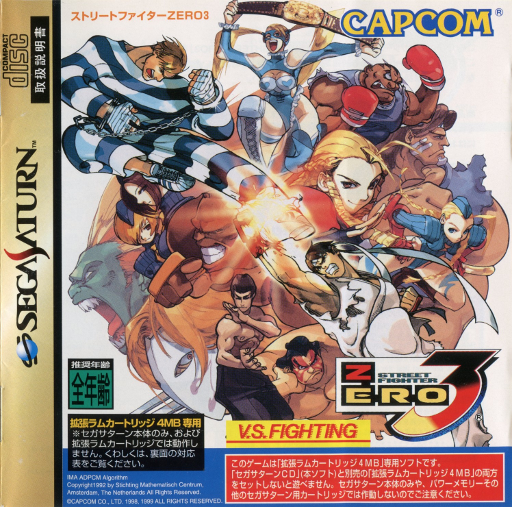 COMPACT
disc
取扱説明書
SEGA SATURN™
ストリートファイターZERO3
CAPCOM®
推奨年齢
全年齢
拡張ラムカートリッジ4MB専用
※セガサターン本体のみ、および
拡張ラムカートリッジでは動作し
ません。くわしくは、裏面の対応
表をご覧ください。
IMA ADPCM Algorithm
Copyright1992 by Stichting Mathematisch Centrum,
Amsterdam, The Netherlands All Rights Reserved.
©CAPCOM CO., LTD. 1998, 1999 ALL RIGHTS RESERVED.
V.S. FIGHTING
STREET
FIGHTER
ZERO 3
®
このゲームは「拡張ラムカートリッジ4MB」専用ソフトです。
「セガサターンCD」(本ソフト)と別売の「拡張ラムカートリッジ4MB」の両方
をセットしないと遊べません。セガサターン本体のみや、パワーメモリーその
他のセガサターン用カートリッジでは作動しないのでご注意ください。